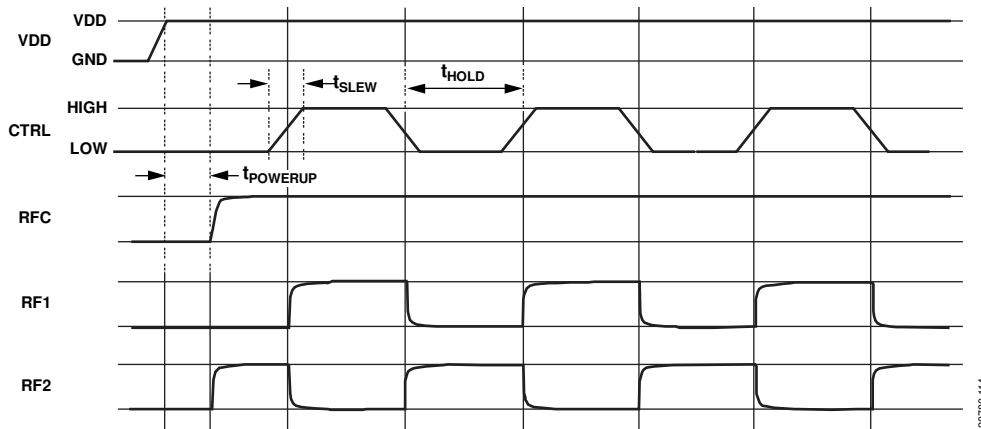 VDD
VDD
GND
tSLEW
tHOLD
HIGH
CTRL
LOW
tPOWERUP
RFC
RF1
RF2